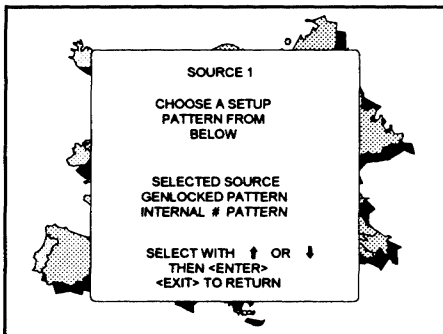 SOURCE 1
CHOOSE A SETUP
PATTERN FROM
BELOW
SELECTED SOURCE
GENLOCKED PATTERN
INTERNAL # PATTERN
SELECT WITH ⬆ OR ⬇
THEN <ENTER>
<EXIT> TO RETURN